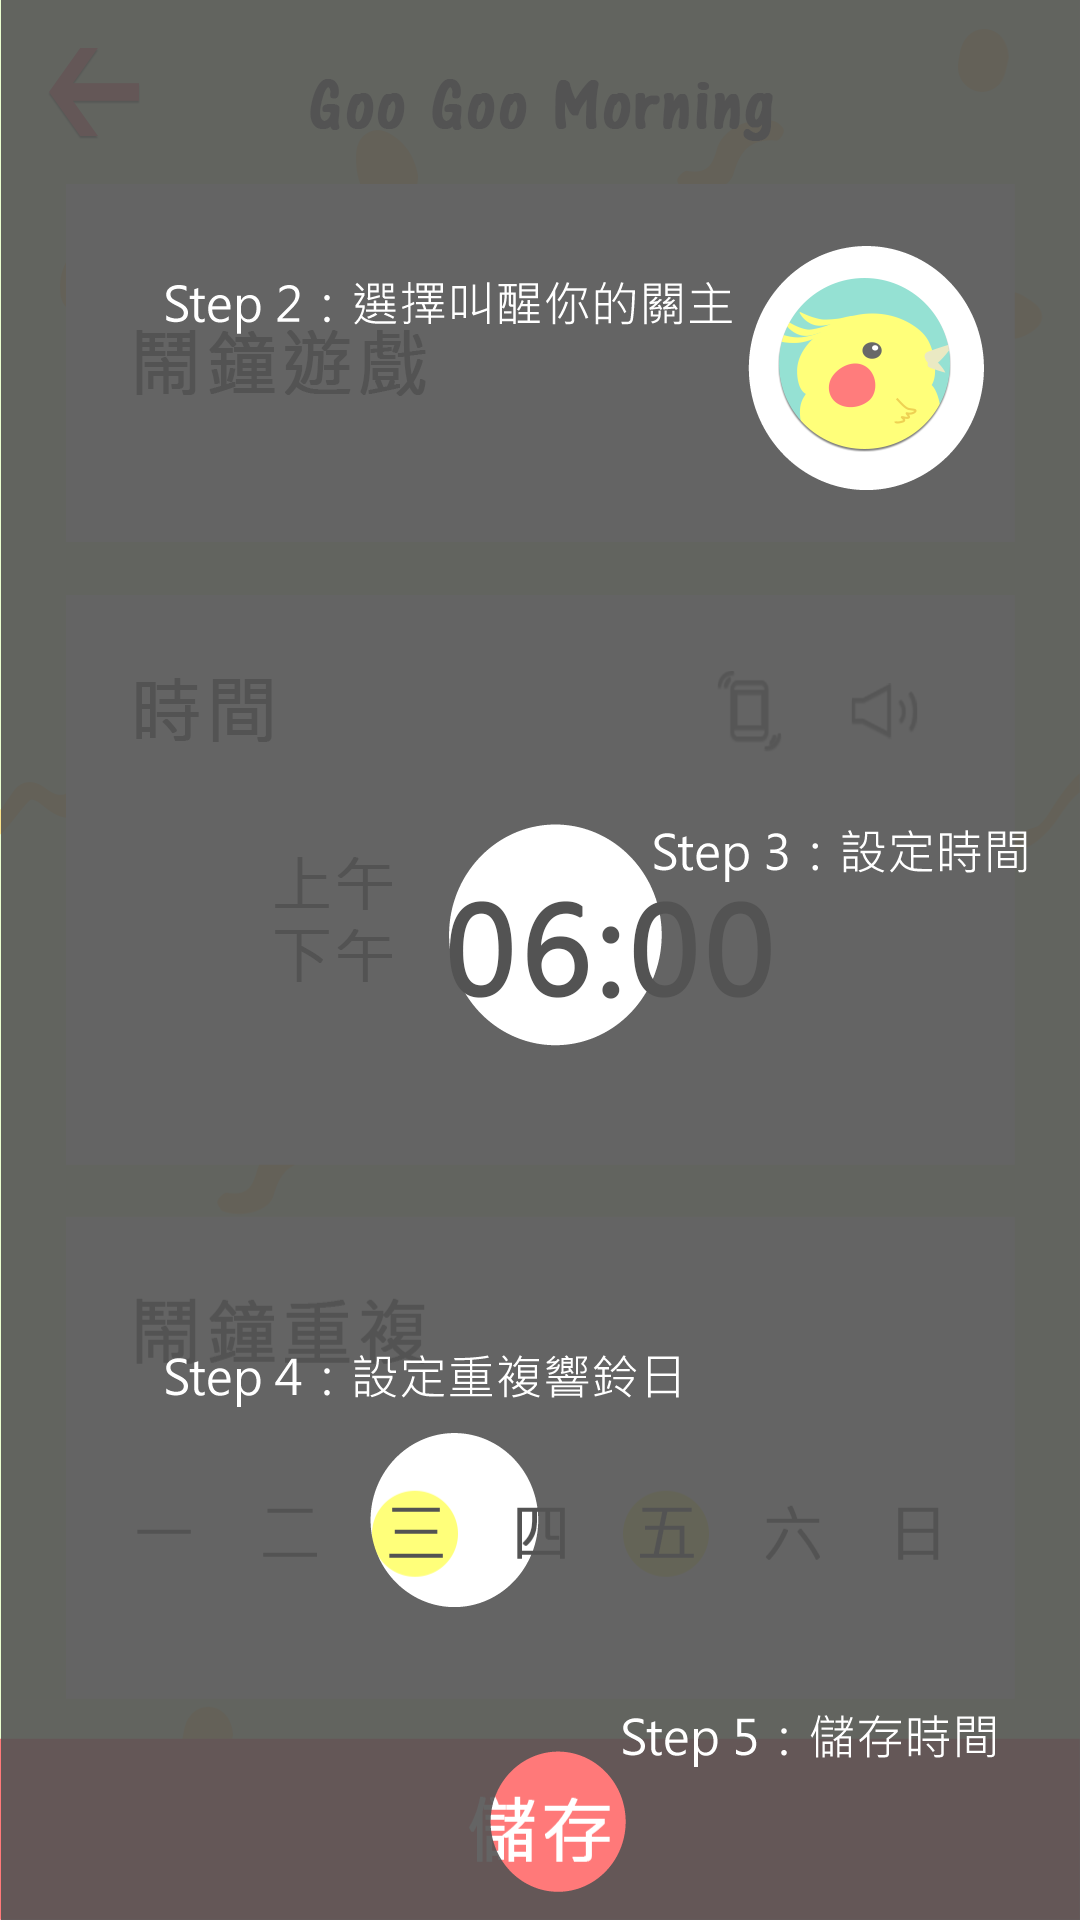 Goo Goo Morning
Step 2：選擇叫醒你的關主
鬧鐘遊戲
時間
Step 3：設定時間
上午
下午
06:00
鬧鐘重複
Step 4：設定重複響鈴日
一 二 三 四 五 六 日
Step 5：儲存時間
儲存